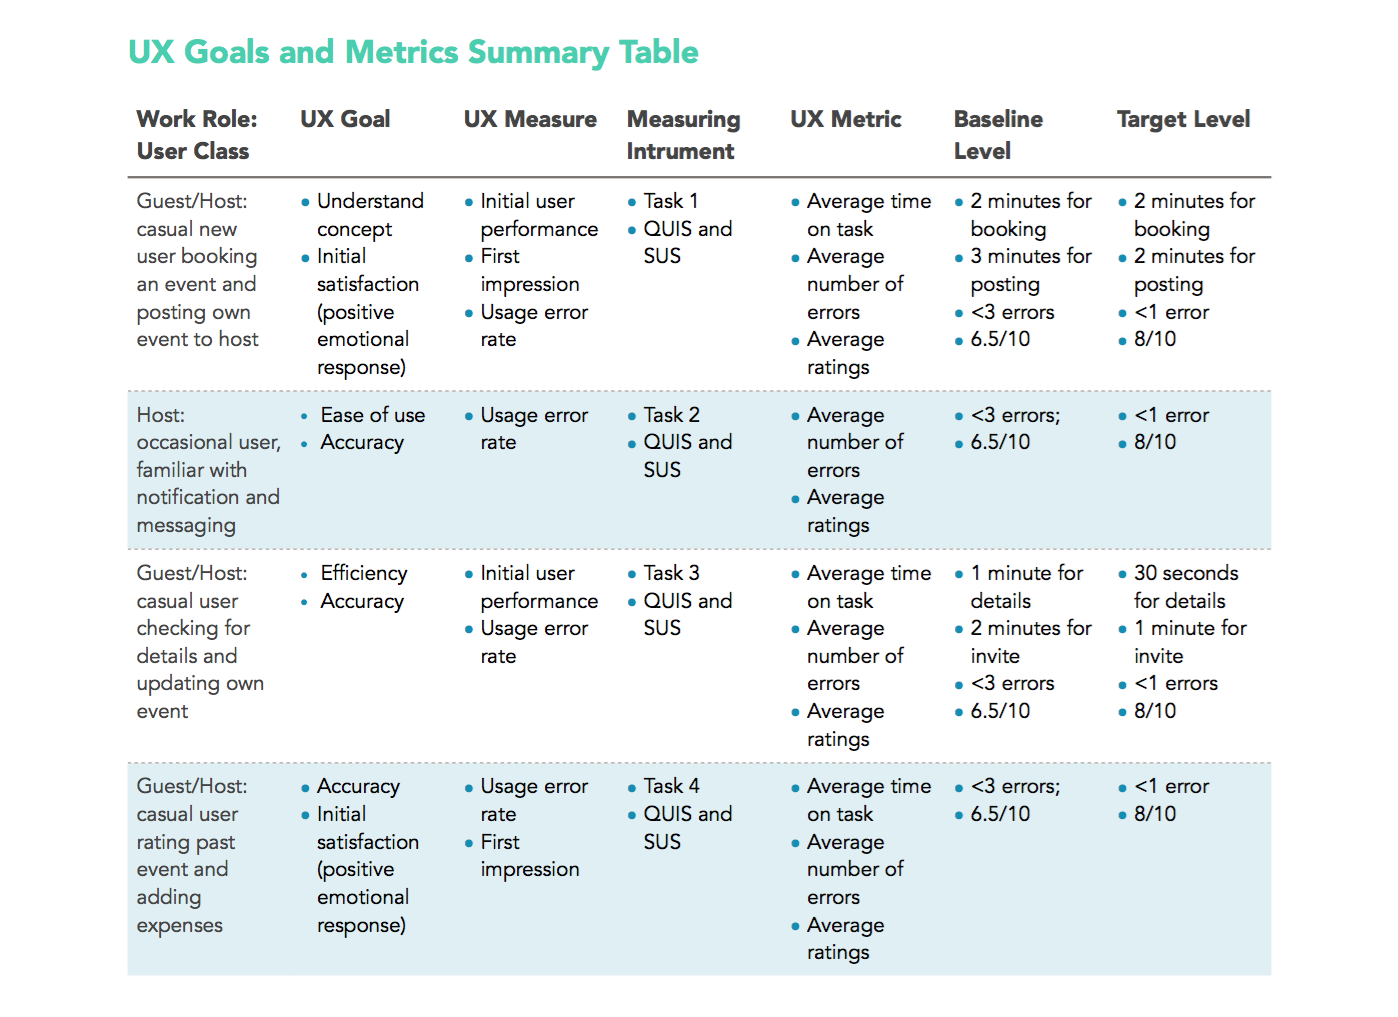 UX Goals and Metrics Summary Table
Work Role:
User Class
UX Goal
UX Measure
Measuring
Intrument
UX Metric
Baseline
Level
Target Level
Guest/Host:
casual new
user booking
an event and
posting own
event to host
• Understand
concept
• Initial
satisfaction
(positive
emotional
response)
• Initial user
performance
• First
impression
• Usage error
rate
• Task 1
• QUIS and
SUS
• Average time
on task
• Average
number of
errors
• Average
ratings
• 2 minutes for
booking
• 3 minutes for
posting
• <3 errors
• 6.5/10
• 2 minutes for
booking
• 2 minutes for
posting
• <1 error
• 8/10
Host:
occasional user,
familiar with
notification and
messaging
• Ease of use
• Accuracy
• Usage error
rate
• Task 2
• QUIS and
SUS
• Average
number of
errors
• Average
ratings
• <3 errors;
• 6.5/10
• <1 error
• 8/10
Guest/Host:
casual user
checking for
details and
updating own
event
• Efficiency
• Accuracy
• Initial user
performance
• Usage error
rate
• Task 3
• QUIS and
SUS
• Average time
on task
• Average
number of
errors
• Average
ratings
• 1 minute for
details
• 2 minutes for
invite
• <3 errors
• 6.5/10
• 30 seconds
for details
• 1 minute for
invite
• <1 errors
• 8/10
Guest/Host:
casual user
rating past
event and
adding
expenses
• Accuracy
• Initial
satisfaction
(positive
emotional
response)
• Usage error
rate
• First
impression
• Task 4
• QUIS and
SUS
• Average time
on task
• Average
number of
errors
• Average
ratings
• <3 errors;
• 6.5/10
• <1 error
• 8/10